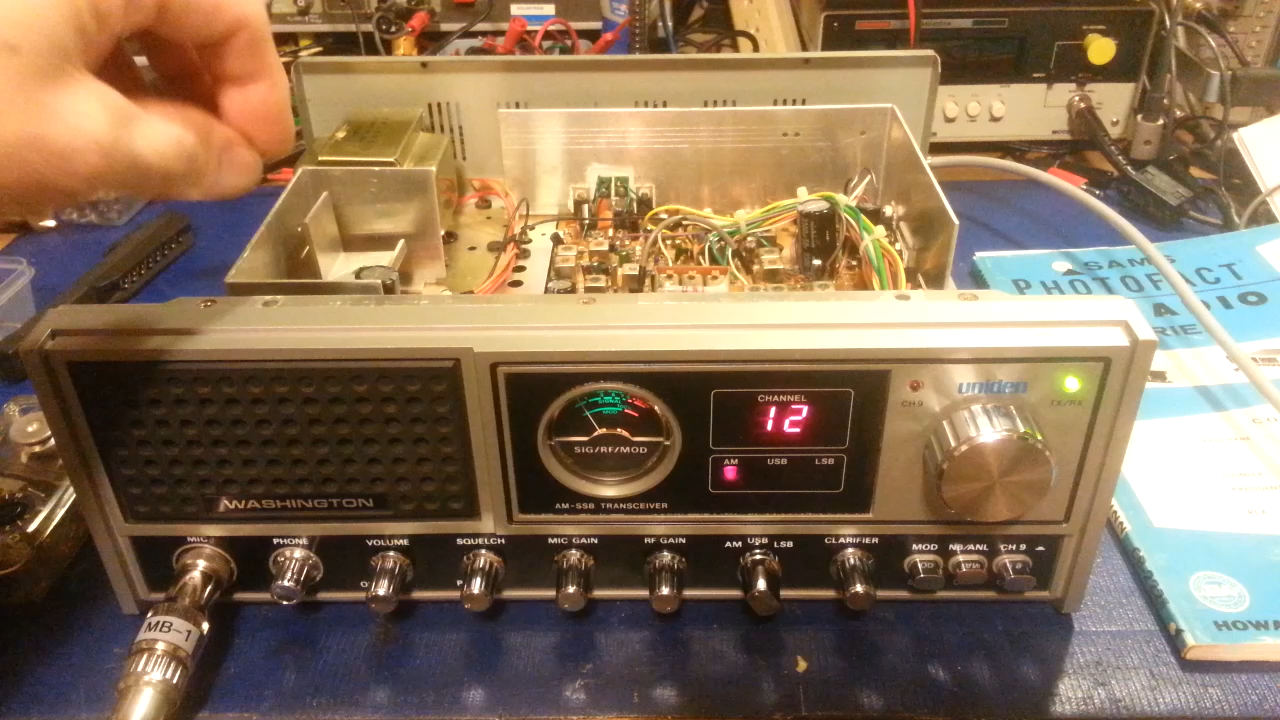 SAMS
PHOTOFACT
CHANNEL
12
AM USB LSB
SIGNAL
MOD
SIG/RF/MOD
AM-SSB TRANSCEIVER
CH 9
uniden
TX/RX
WASHINGTON
MIC
PHONE
VOLUME
SQUELCH
MIC GAIN
RF GAIN
AM USB LSB
CLARIFIER
MOD
NB/ANL
CH 9
MB-1
HOWA